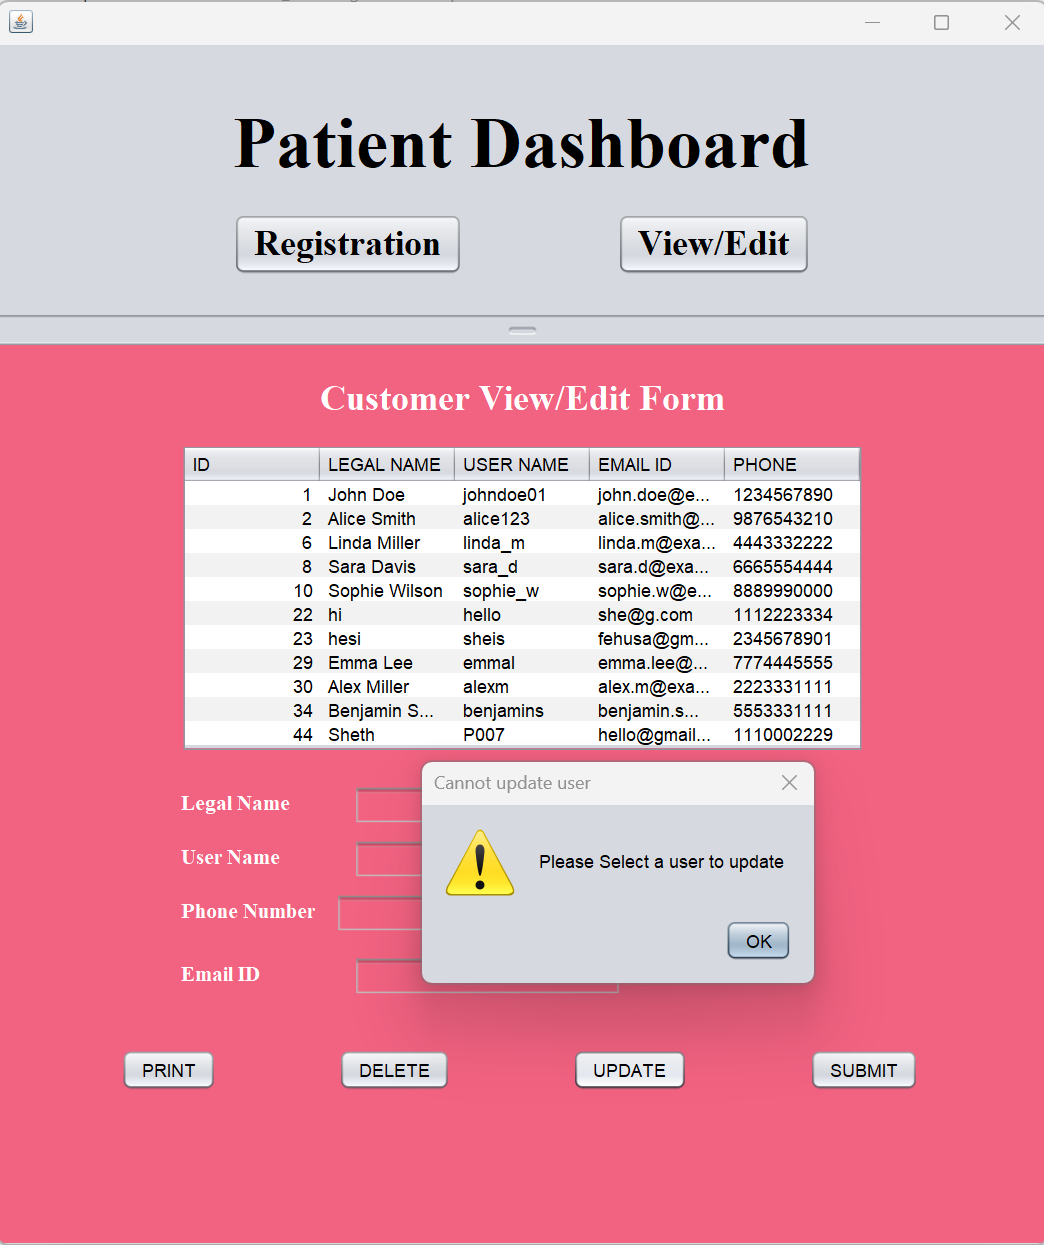 Patient Dashboard
Registration View/Edit
Customer View/Edit Form
ID LEGAL NAME USER NAME EMAIL ID PHONE
1 John Doe johndoe01 john.doe@e... 1234567890
2 Alice Smith alice123 alice.smith@... 9876543210
6 Linda Miller linda_m linda.m@exa... 4443332222
8 Sara Davis sara_d sara.d@exa... 6665554444
10 Sophie Wilson sophie_w sophie.w@e... 8889990000
22 hi hello she@g.com 1112223334
23 hesi sheis fehusa@gm... 2345678901
29 Emma Lee emmal emma.lee@... 7774445555
30 Alex Miller alexm alex.m@exa... 2223331111
34 Benjamin S... benjamins benjamin.s... 5553331111
44 Sheth P007 hello@gmail... 1110002229
Cannot update user
Please Select a user to update
OK
Legal Name
User Name
Phone Number
Email ID
PRINT DELETE UPDATE SUBMIT